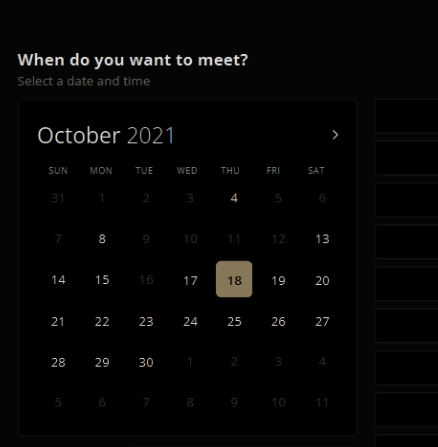 When do you want to meet?
Select a date and time
October 2021
SUN MON TUE WED THU FRI SAT
31 1 2 3 4 5 6
7 8 9 10 11 12 13
14 15 16 17 18 19 20
21 22 23 24 25 26 27
28 29 30 1 2 3 4
5 6 7 8 9 10 11